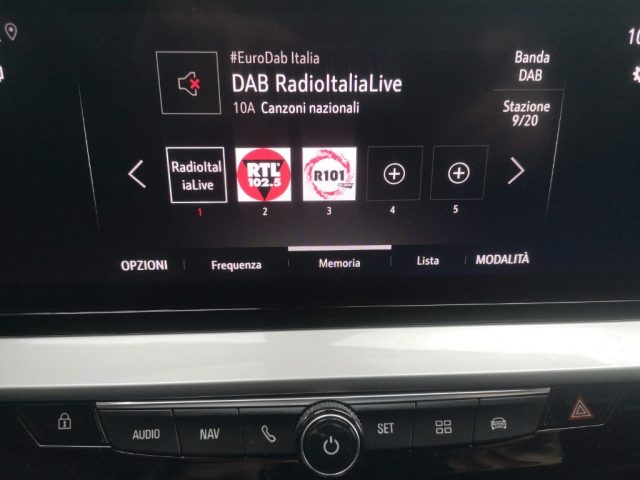 10
#EuroDab Italia
DAB RadioItaliaLive
10A Canzoni nazionali
Banda
DAB
Stazione
9/20
RadioItal
iaLive
RTL
102.5
R101
1
2
3
4
5
OPZIONI
Frequenza
Memoria
Lista
MODALITÀ
AUDIO
NAV
SET